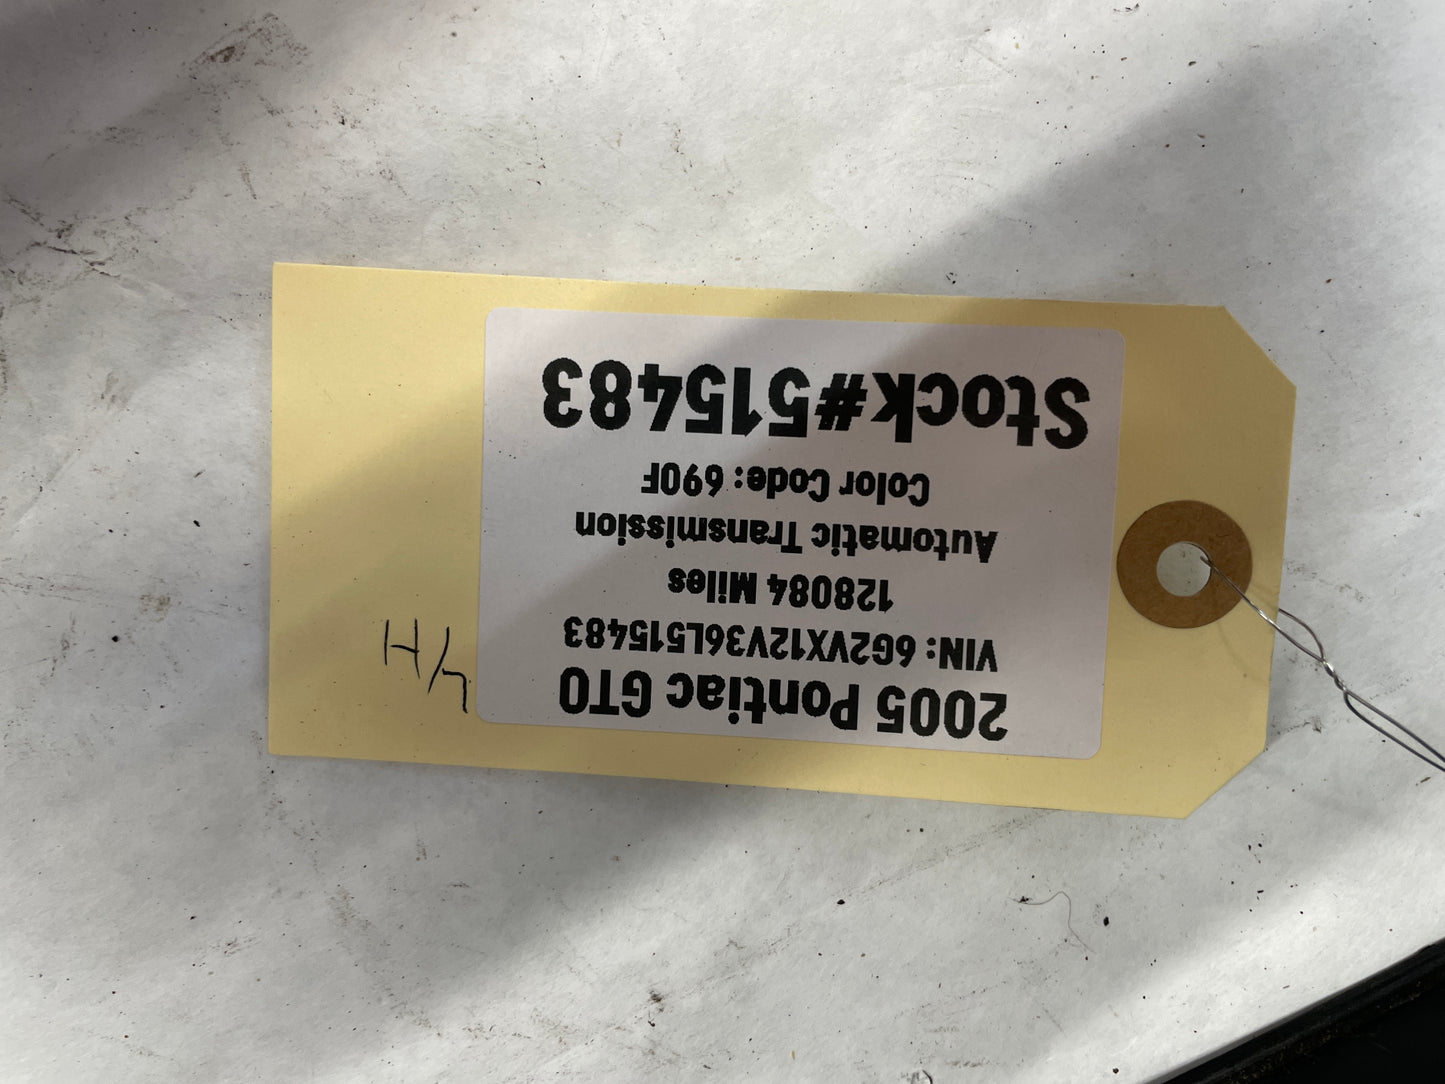 2005 Pontiac GTO
VIN: 6G2VX12V36L515483
128084 Miles
Automatic Transmission
Color Code: 690F
Stock#515483